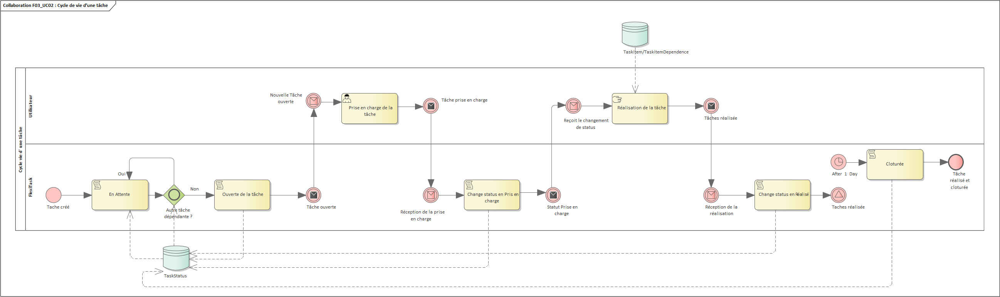 Collaboration F03_UC02 : Cycle de vie d'une tâche
TaskItem/TaskItemDependence
Cycle vie d' une tâche
Utilisateur
Nouvelle Tâche
ouverte
Prise en charge de la
tâche
Tâche prise en charge
Reçoit le changement
de status
Réalisation de la tâche
Tâches réalisée
FlexiTask
Tache créé
Oui
En Attente
Autre tâche
dépendante ?
Non
Ouverte de la tâche
Tâche ouverte
Réception de la prise
en charge
Change status en Pris en
charge
Statut Prise en
charge
Réception de la
réalisation
Change status en Réalisé
Taches réalisée
After 1 Day
Cloturée
Tâche
réalisé et
cloturée
TaskStatus